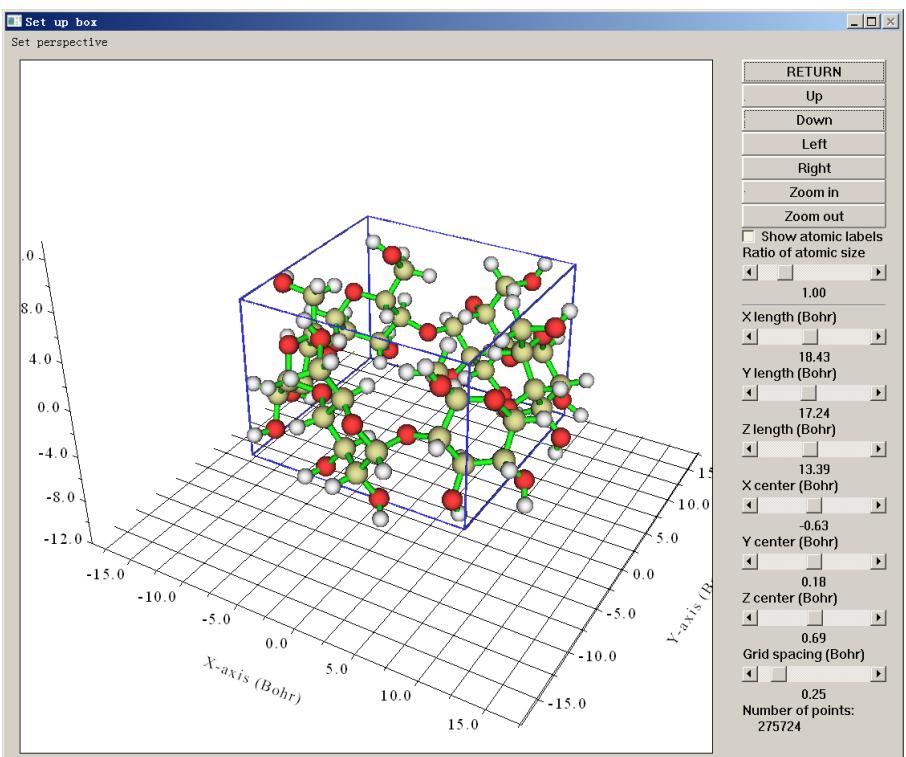 Set up box
Set perspective
RETURN
Up
Down
Left
Right
Zoom in
Zoom out
Show atomic labels
Ratio of atomic size
1.00
X length (Bohr)
18.43
Y length (Bohr)
17.24
Z length (Bohr)
13.39
X center (Bohr)
-0.63
Y center (Bohr)
0.18
Z center (Bohr)
0.69
Grid spacing (Bohr)
0.25
Number of points:
275724
.0
8.0
4.0
0.0
-4.0
-8.0
-12.0
-15.0
-10.0
-5.0
0.0
5.0
10.0
15.0
X-axis (Bohr)
10.0
5.0
0.0
-5.0
-10.0
-15.0
Y-axis